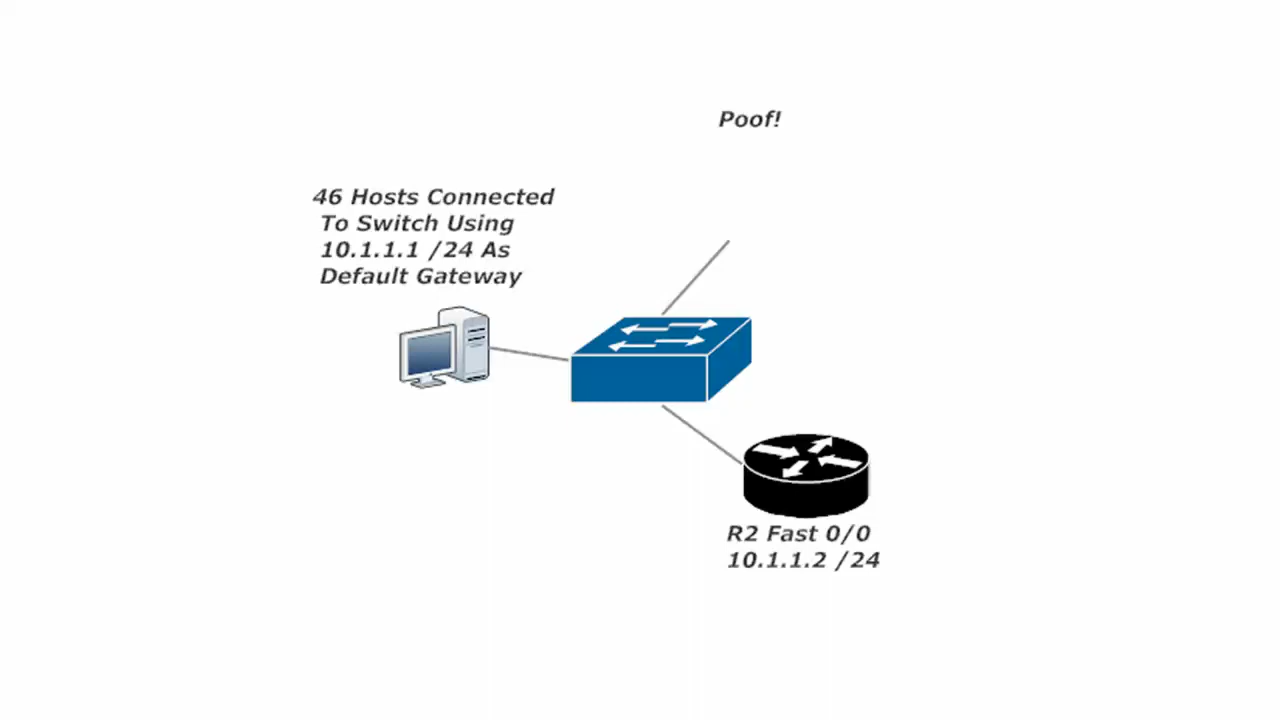 Poof!
46 Hosts Connected
To Switch Using
10.1.1.1 /24 As
Default Gateway
R2 Fast 0/0
10.1.1.2 /24